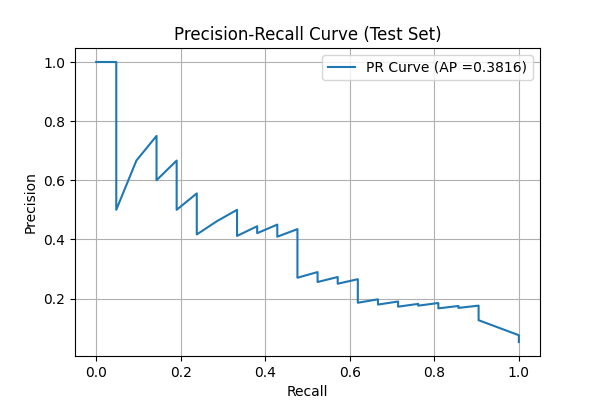 Precision-Recall Curve (Test Set)
PR Curve (AP =0.3816)
Precision
1.0
0.8
0.6
0.4
0.2
0.0 0.2 0.4 0.6 0.8 1.0
Recall